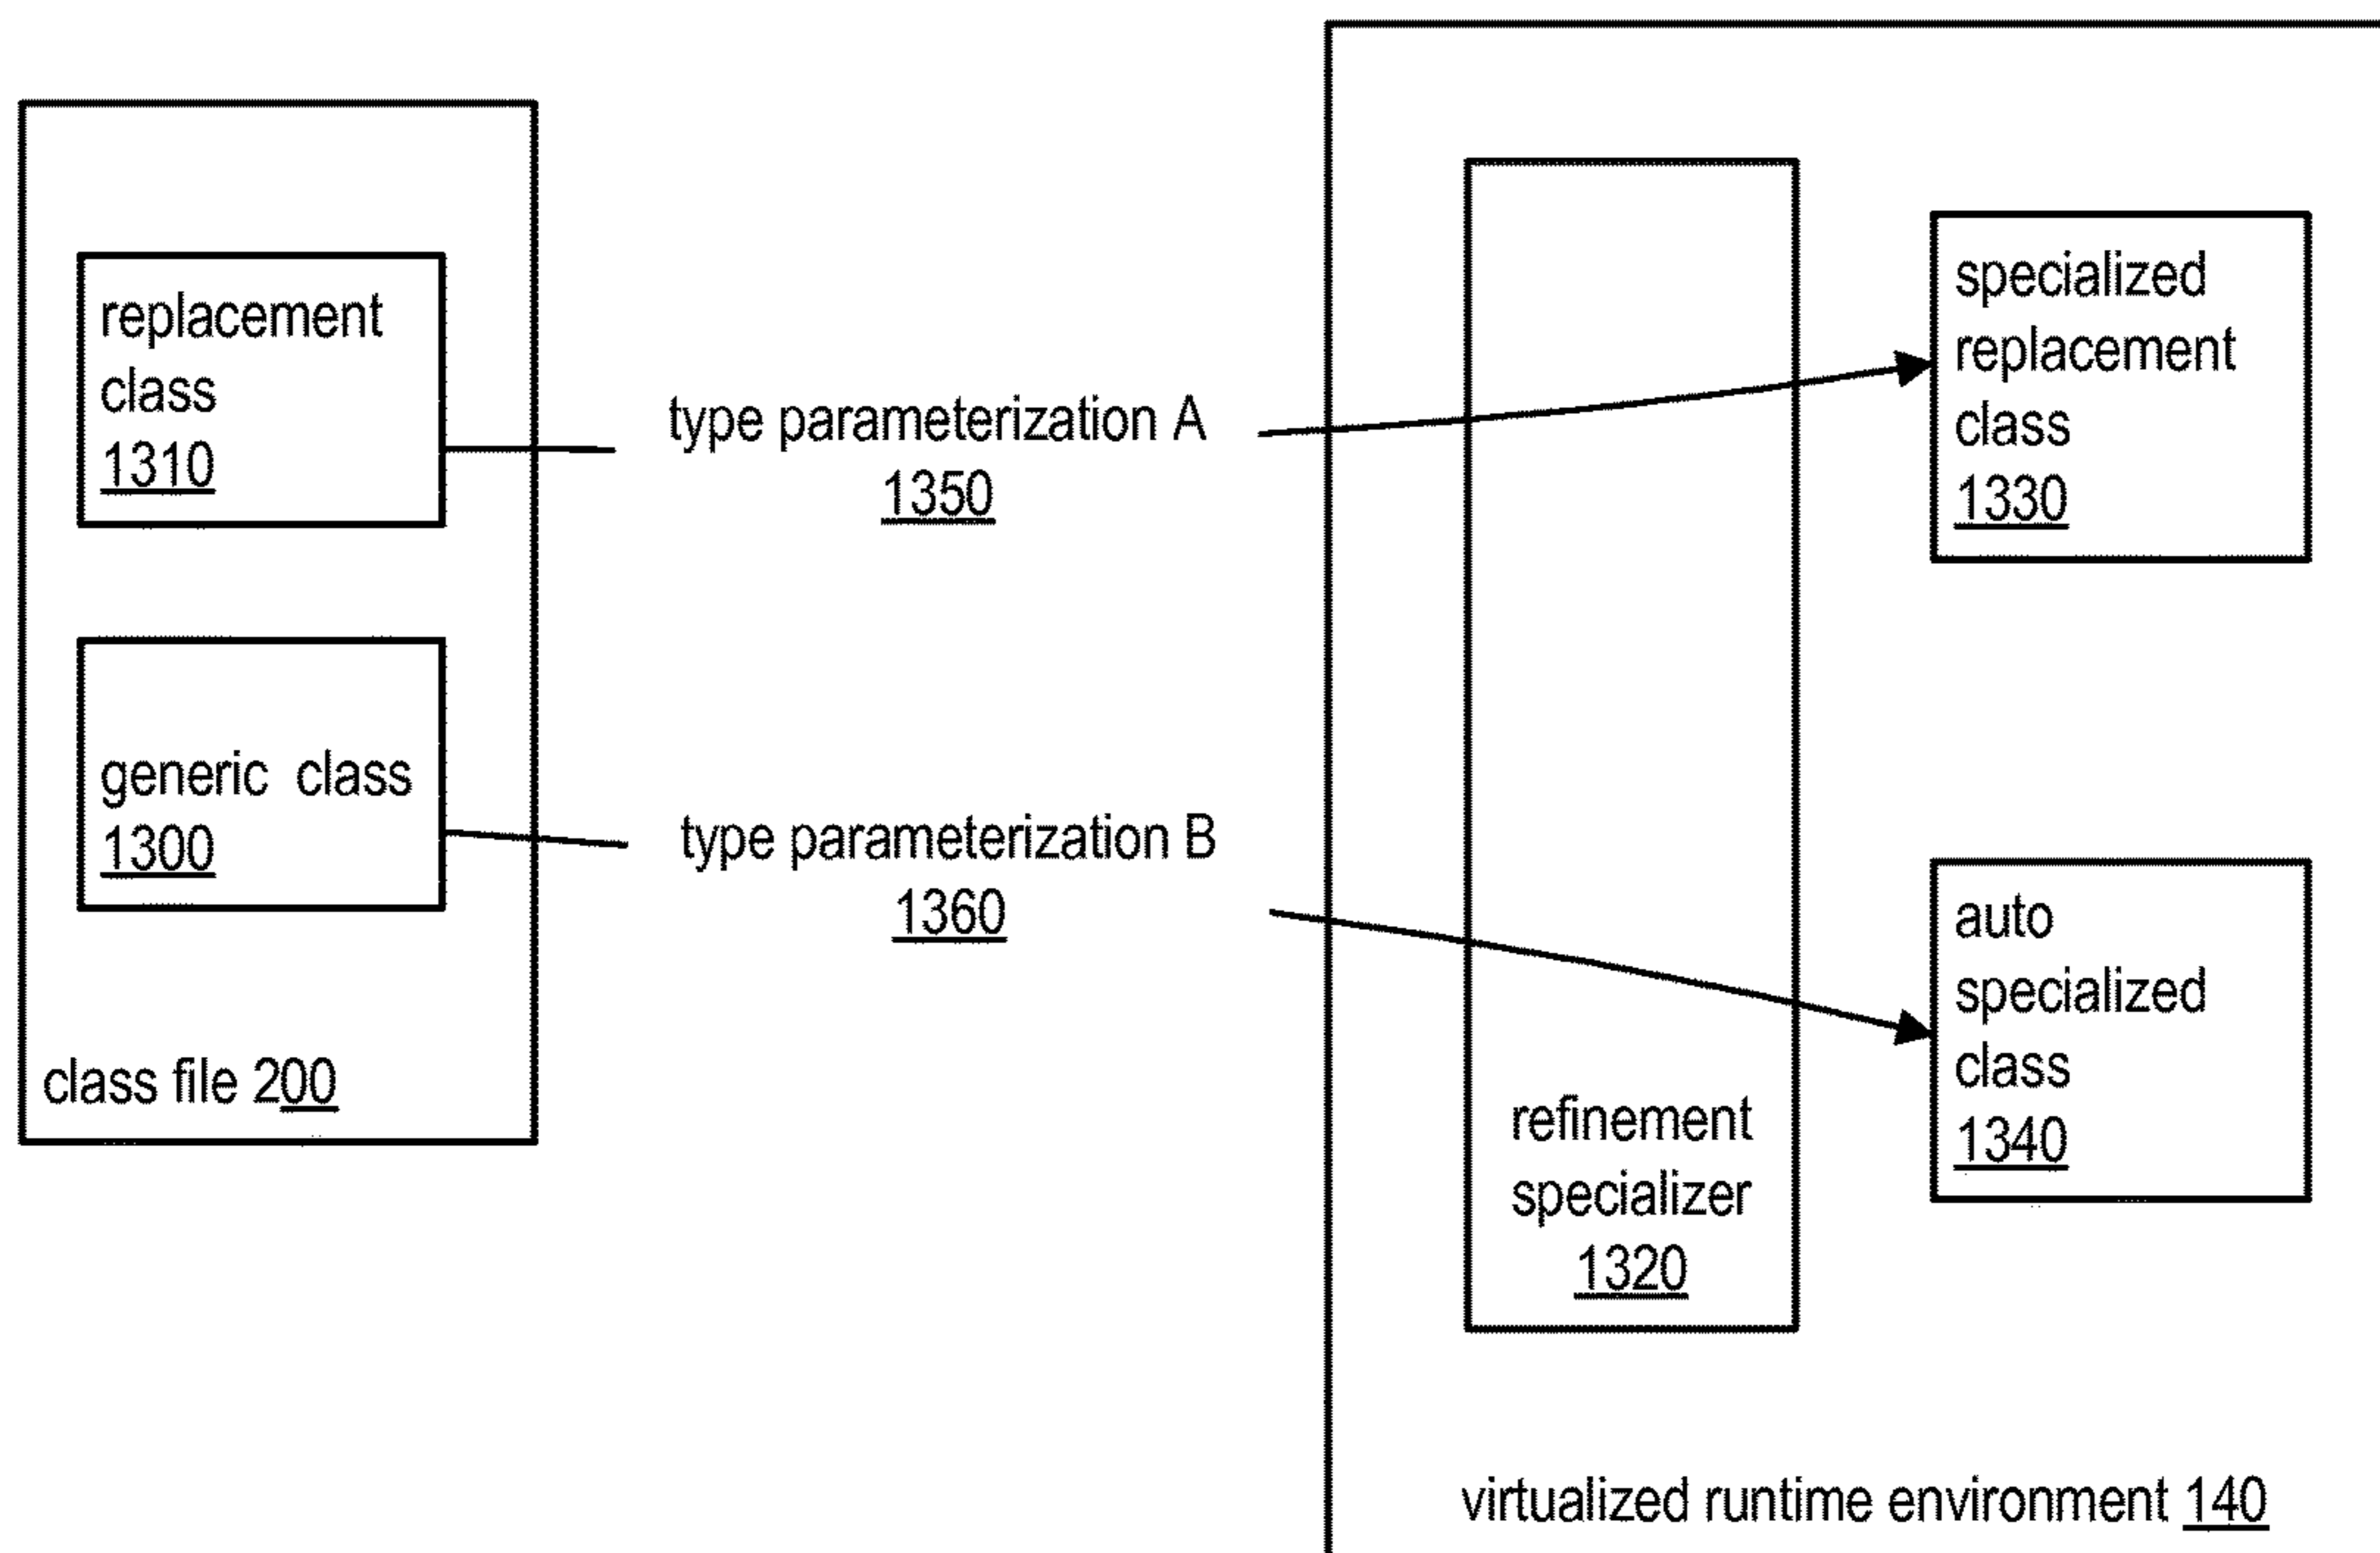 replacement
class
1310
generic class
1300
class file 200
type parameterization A
1350
type parameterization B
1360
refinement
specializer
1320
specialized
replacement
class
1330
auto
specialized
class
1340
virtualized runtime environment 140